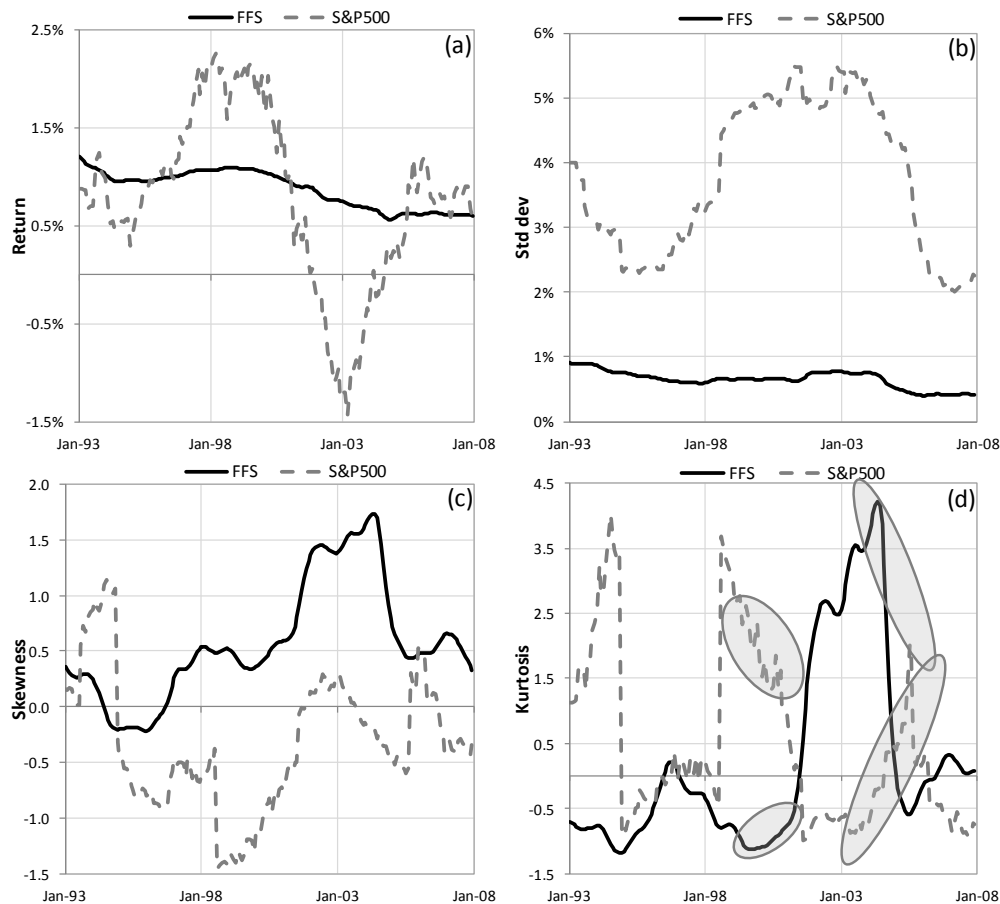 FFS S&P500
(a)
Return
2.5%
1.5%
0.5%
-0.5%
-1.5%
Jan-93 Jan-98 Jan-03 Jan-08
FFS S&P500
(b)
Std dev
6%
5%
4%
3%
2%
1%
0%
Jan-93 Jan-98 Jan-03 Jan-08
FFS S&P500
(c)
Skewness
2.0
1.5
1.0
0.5
0.0
-0.5
-1.0
-1.5
Jan-93 Jan-98 Jan-03 Jan-08
FFS S&P500
(d)
Kurtosis
4.5
3.5
2.5
1.5
0.5
-0.5
-1.5
Jan-93 Jan-98 Jan-03 Jan-08